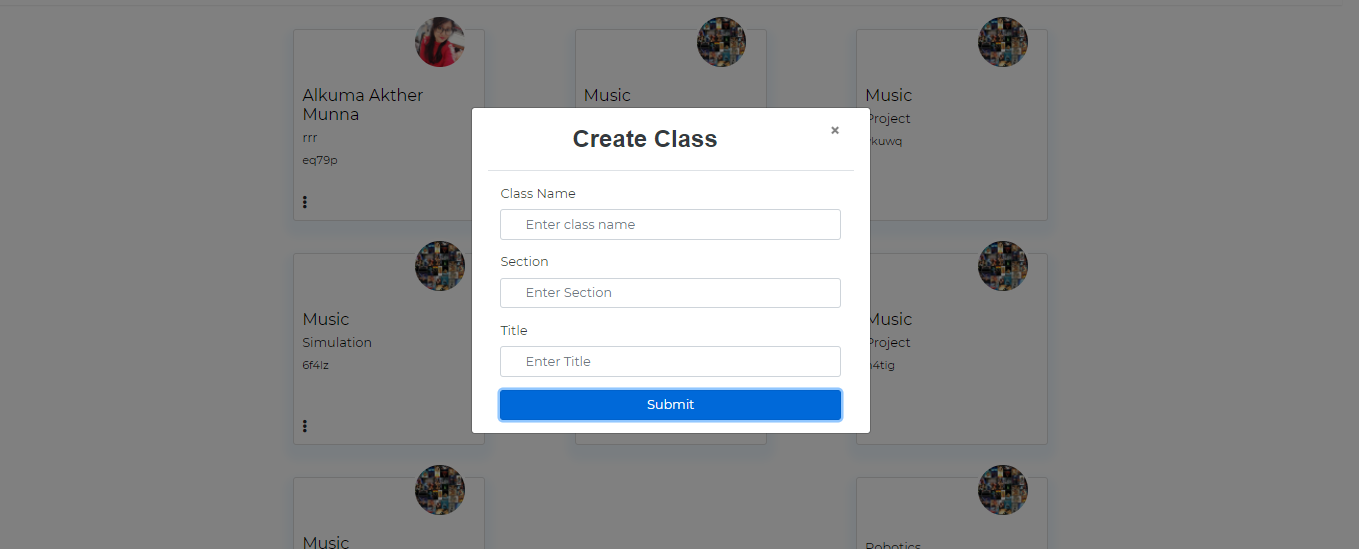 Alkuma Akther
Munna
rrr
eq79p
Music
Music
Project
kuwq
Create Class
×
Class Name
Enter class name
Section
Enter Section
Title
Enter Title
Submit
Music
Simulation
6f4lz
Music
Project
4tig
Music
Robotics